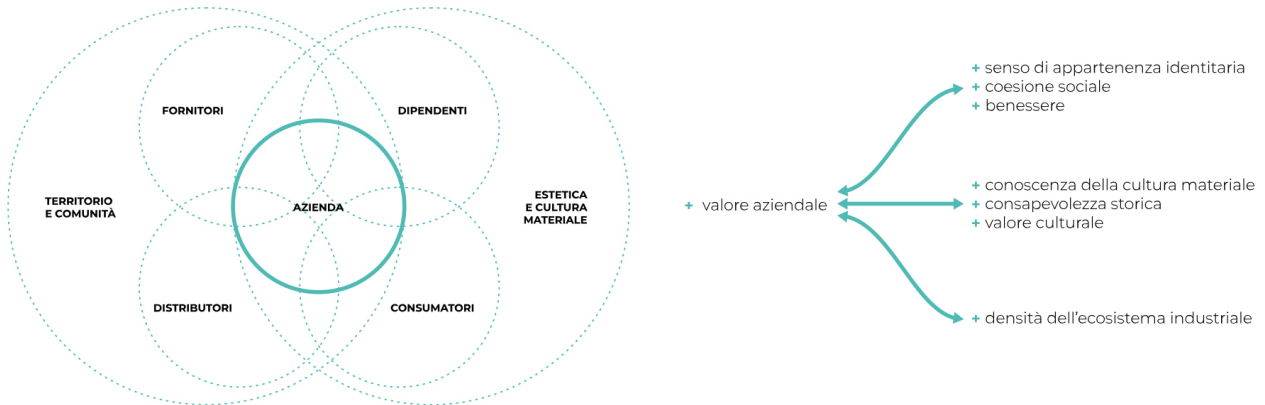 FORNITORI
DIPENDENTI
TERRITORIO
E COMUNITÀ
AZIENDA
ESTETICA
E CULTURA
MATERIALE
DISTRIBUTORI
CONSUMATORI
+ valore aziendale
+ senso di appartenenza identitaria
+ coesione sociale
+ benessere
+ conoscenza della cultura materiale
+ consapevolezza storica
+ valore culturale
+ densità dell'ecosistema industriale